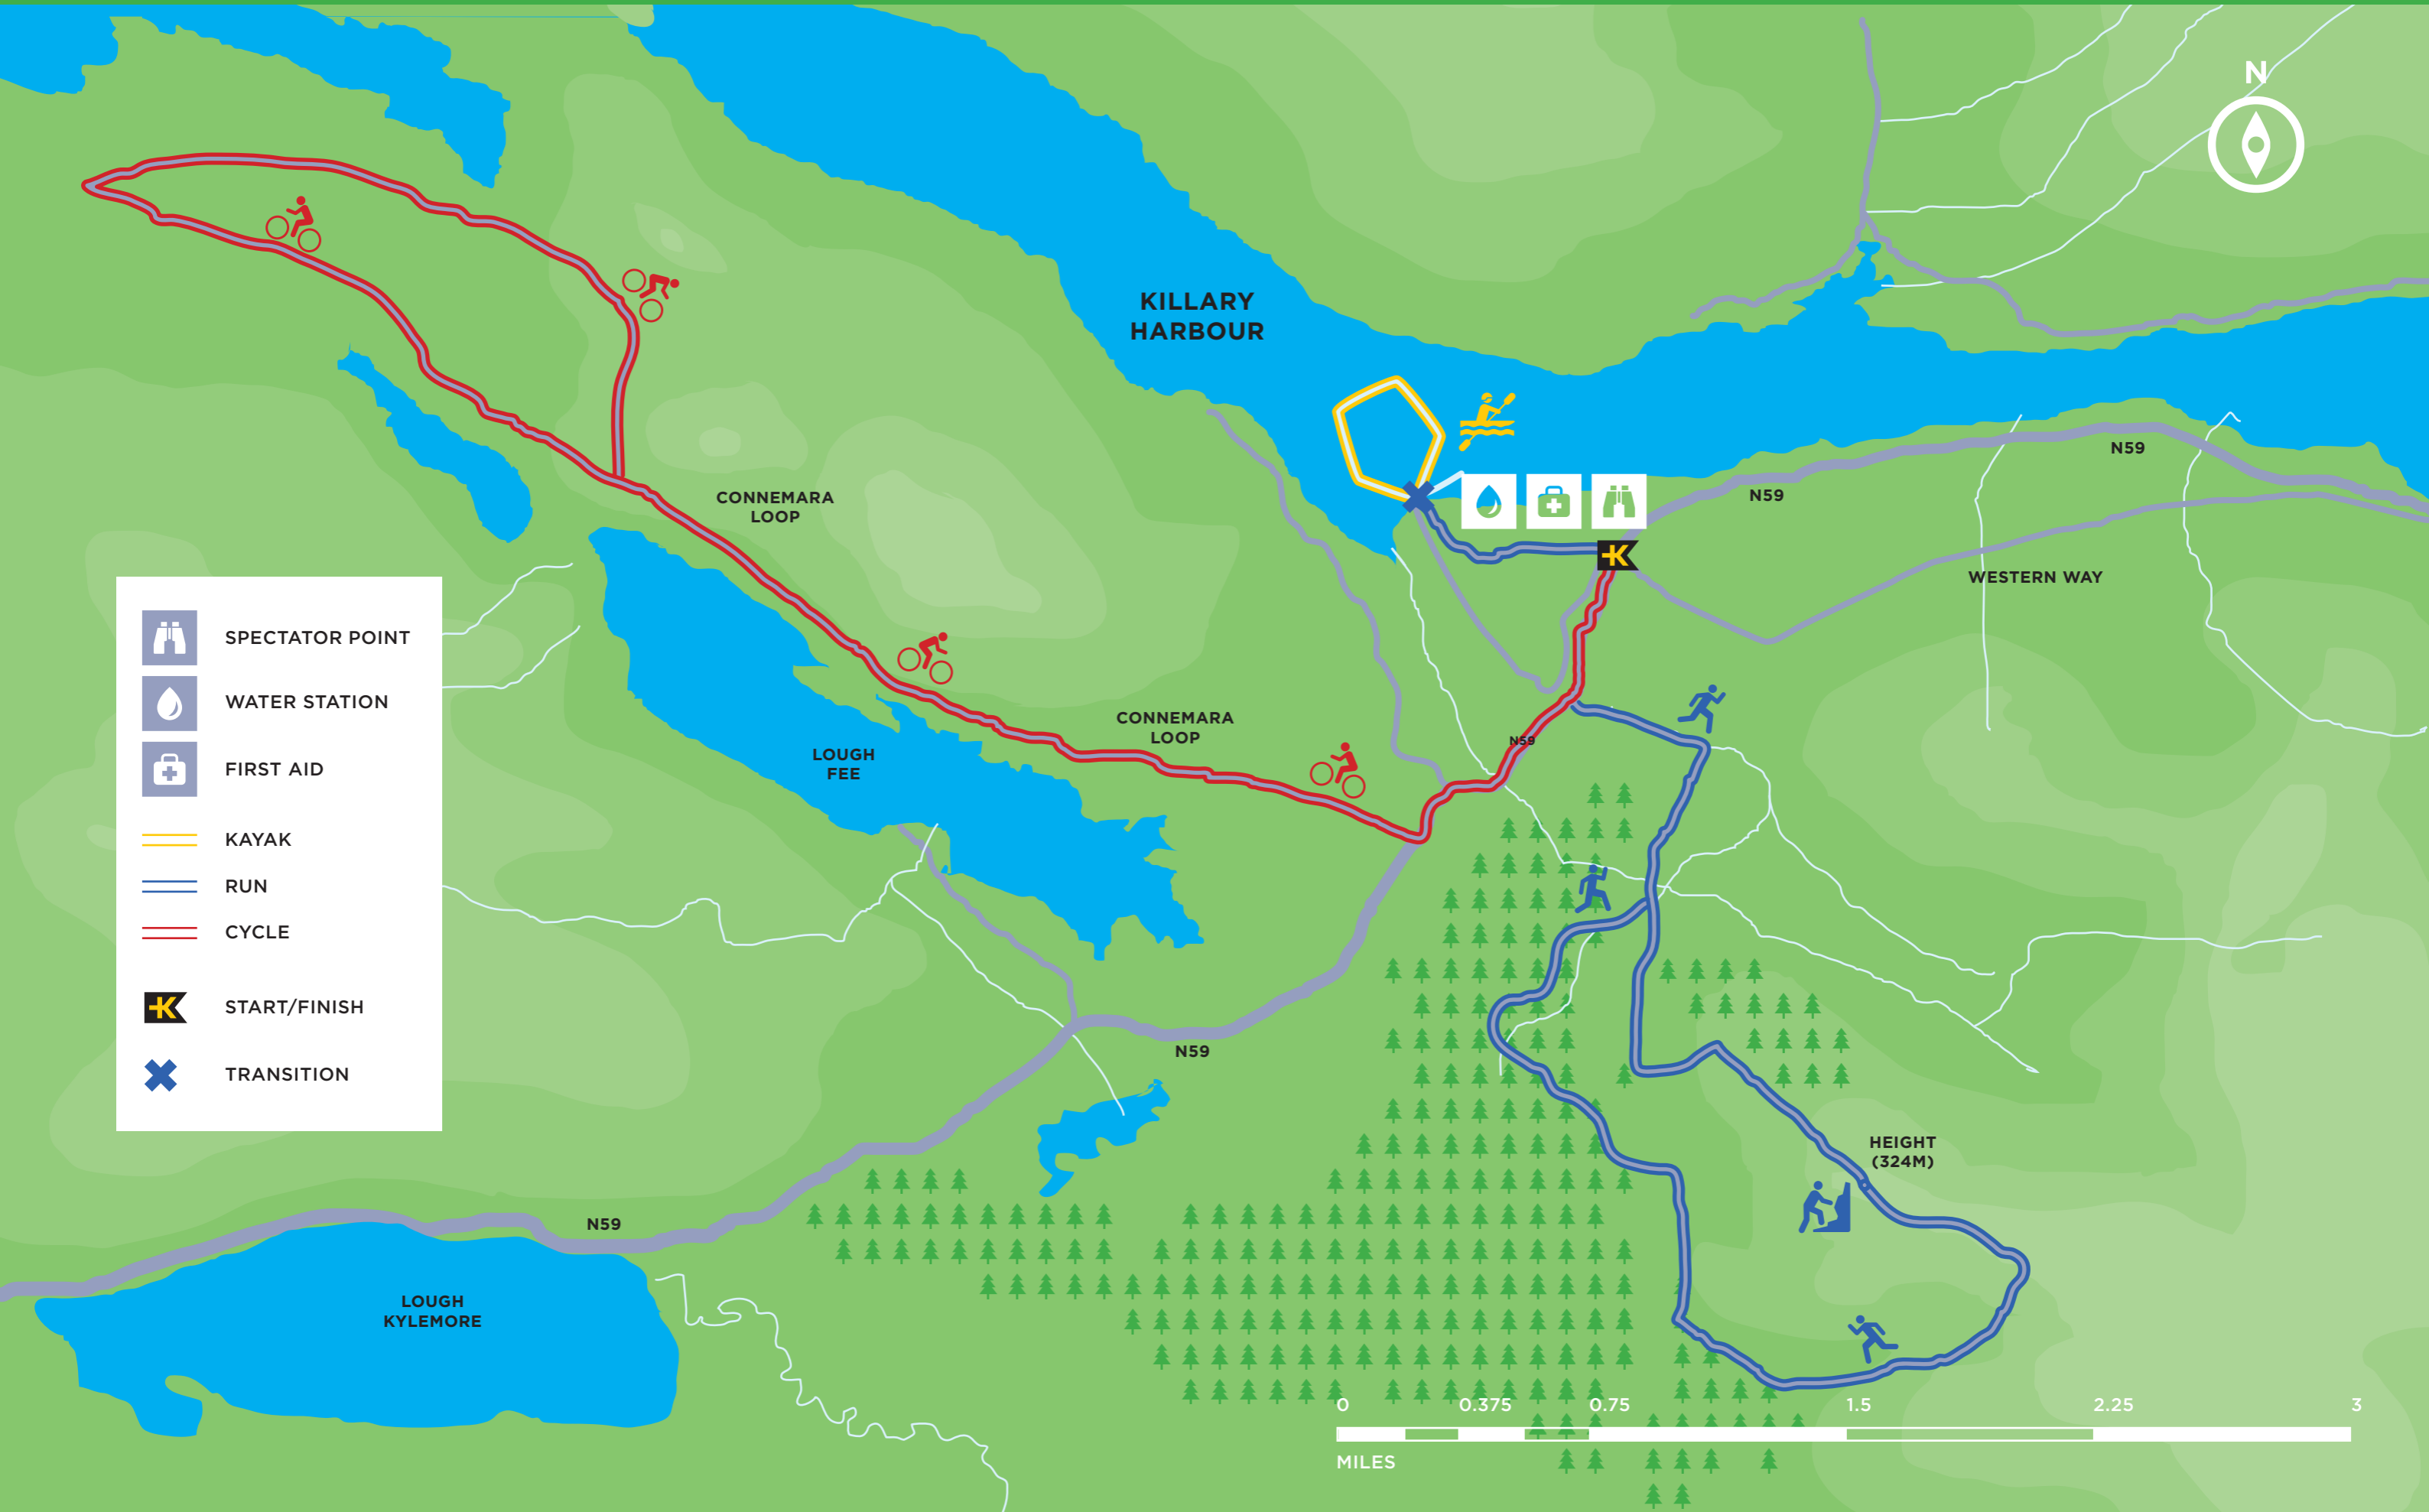 N
KILLARY
HARBOUR
N59
N59
CONNEMARA
LOOP
WESTERN WAY
K
SPECTATOR POINT
WATER STATION
FIRST AID
KAYAK
RUN
CYCLE
K
START/FINISH
TRANSITION
CONNEMARA
LOOP
N59
LOUGH
FEE
N59
HEIGHT
(324M)
N59
LOUGH
KYLEMORE
0 0.375 0.75 1.5 2.25 3
MILES